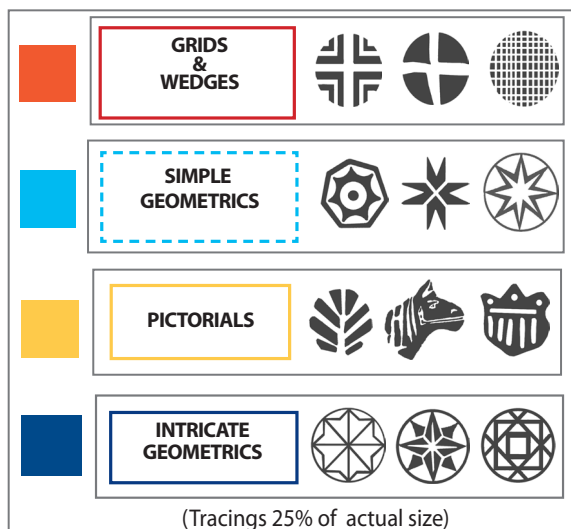 GRIDS
&
WEDGES
SIMPLE
GEOMETRICS
PICTORIALS
INTRICATE
GEOMETRICS
(Tracings 25% of actual size)